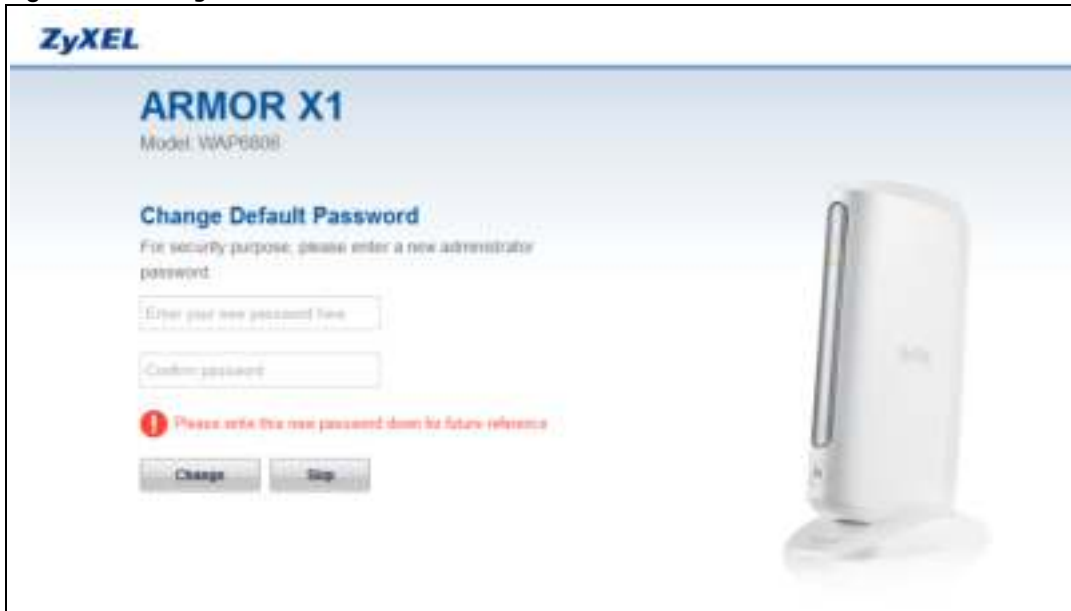 ZyXEL
ARMOR X1
Model: WAP6806
Change Default Password
For security purpose, please enter a new administrator
password.
Enter your new password here
Confirm password
Please write this new password down for future reference
Change
Skip